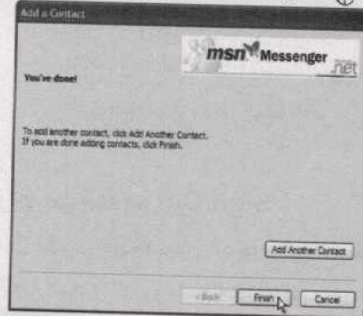 Add a Contact
msn Messenger
.net
You've done!
To add another contact, click Add Another Contact.
If you are done adding contacts, click Finish.
Add Another Contact
< Back
Finish
Cancel